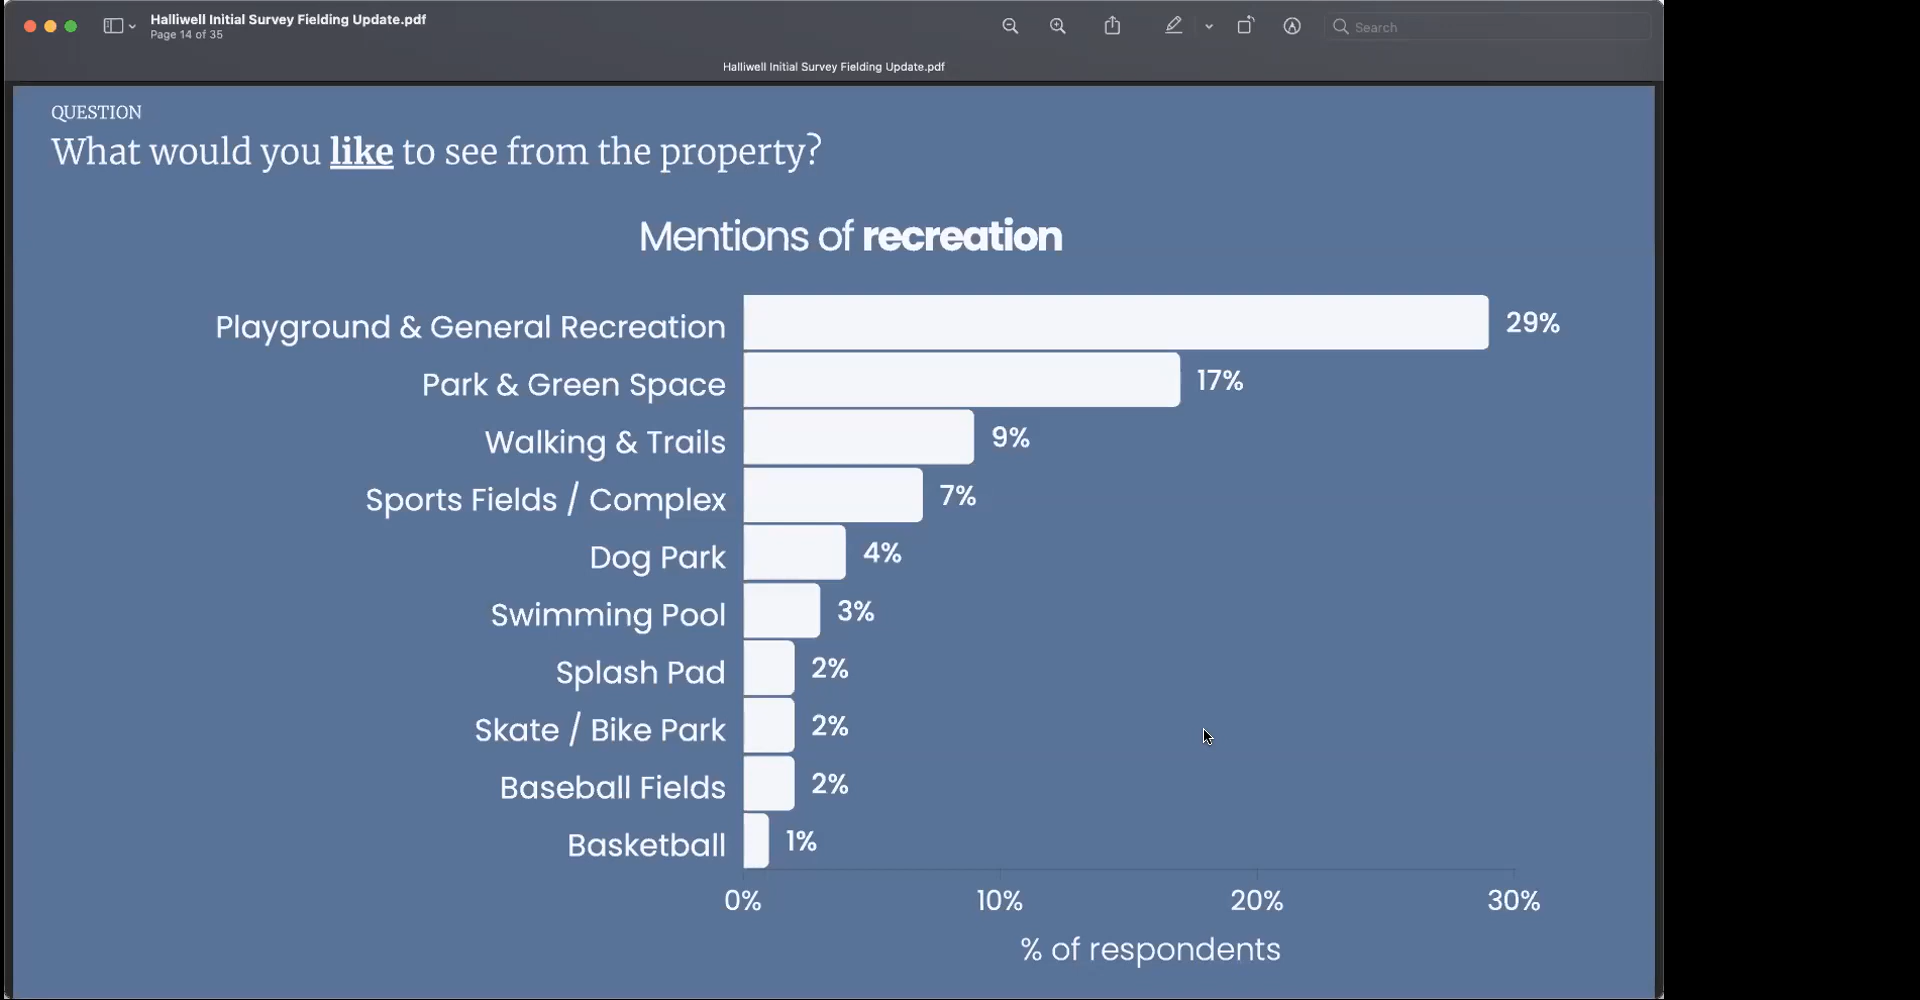 Halliwell Initial Survey Fielding Update.pdf
Page 14 of 35
Search
Halliwell Initial Survey Fielding Update.pdf
QUESTION
What would you like to see from the property?
Mentions of recreation
Playground & General Recreation 29%
Park & Green Space 17%
Walking & Trails 9%
Sports Fields / Complex 7%
Dog Park 4%
Swimming Pool 3%
Splash Pad 2%
Skate / Bike Park 2%
Baseball Fields 2%
Basketball 1%
0% 10% 20% 30%
% of respondents